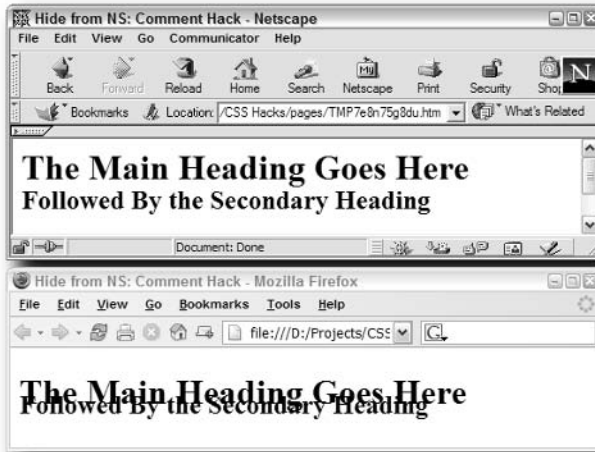 Hide from NS: Comment Hack - Netscape
File Edit View Go Communicator Help
Back Forward Reload Home Search Netscape Print Security Shop
N
Bookmarks Location: /CSS Hacks/pages/TMP7e8n75g8du.htm What's Related
The Main Heading Goes Here
Followed By the Secondary Heading
Document: Done
Hide from NS: Comment Hack - Mozilla Firefox
File Edit View Go Bookmarks Tools Help
file:///D:/Projects/CSS G
The Main Heading Goes Here
Followed By the Secondary Heading